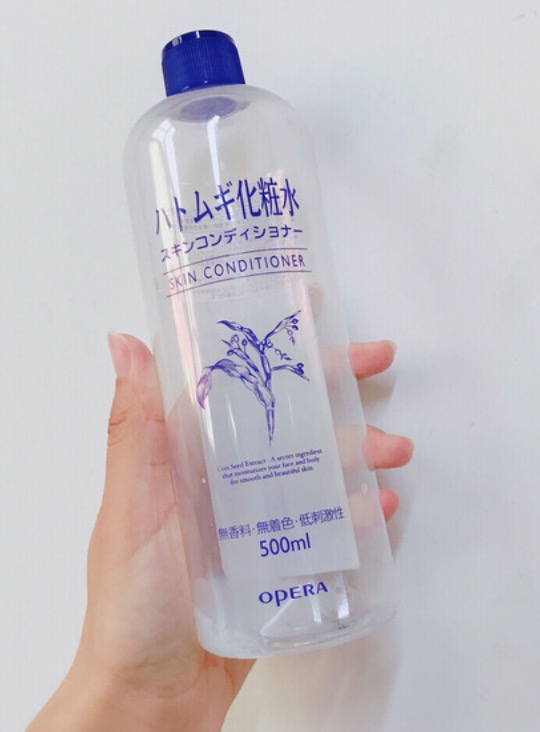 ハトムギ化粧水
スキンコンディショナー
SKIN CONDITIONER
Coix Seed Extract : A secret ingredient
that moisturizes your face and body
for smooth and beautiful skin.
無香料・無着色・低刺激性
500ml
OPERA